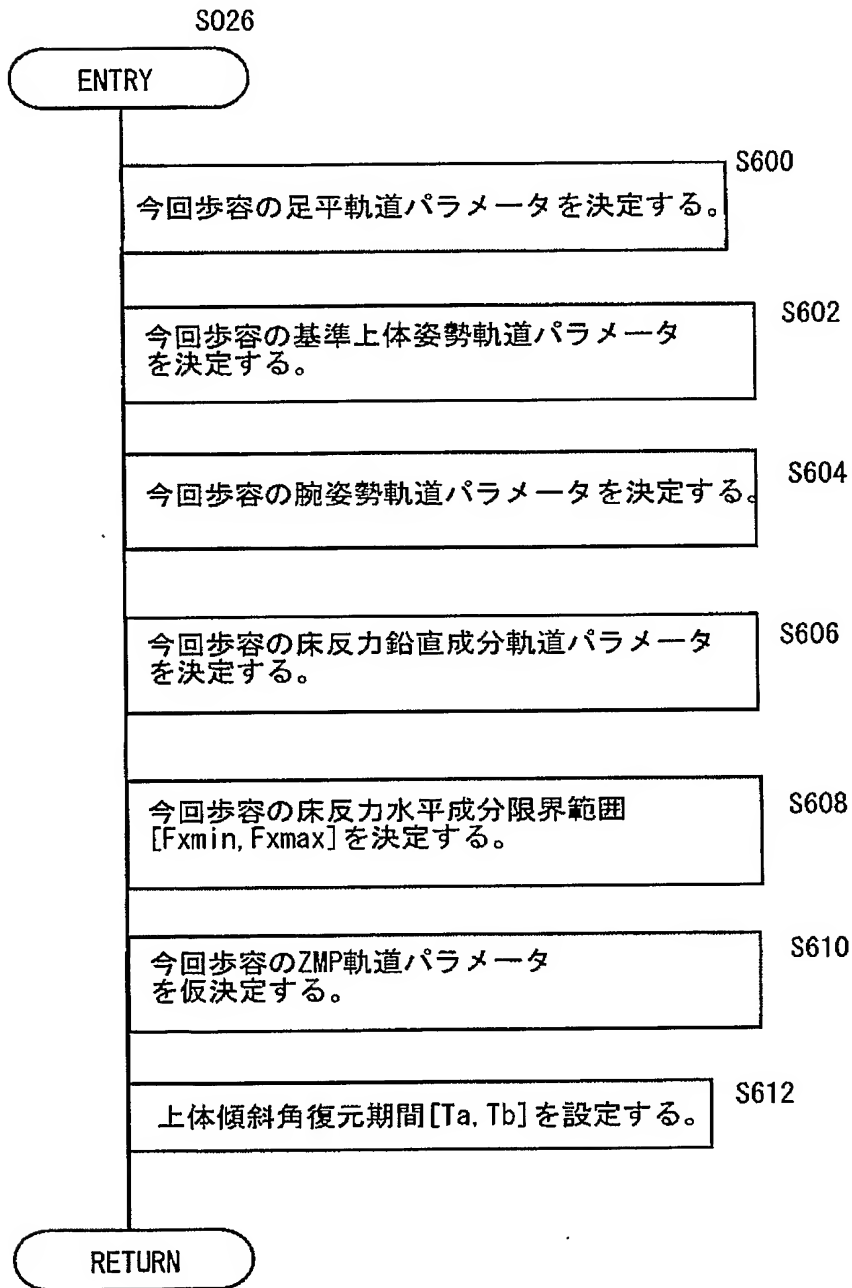 S026
ENTRY
S600
今回歩容の足平軌道パラメータを決定する。
S602
今回歩容の基準上体姿勢軌道パラメータ
を決定する。
S604
今回歩容の腕姿勢軌道パラメータを決定する。
S606
今回歩容の床反力鉛直成分軌道パラメータ
を決定する。
S608
今回歩容の床反力水平成分限界範囲
[Fxmin,Fxmax]を決定する。
S610
今回歩容のZMP軌道パラメータ
を仮決定する。
S612
上体傾斜角復元期間[Ta,Tb]を設定する。
RETURN